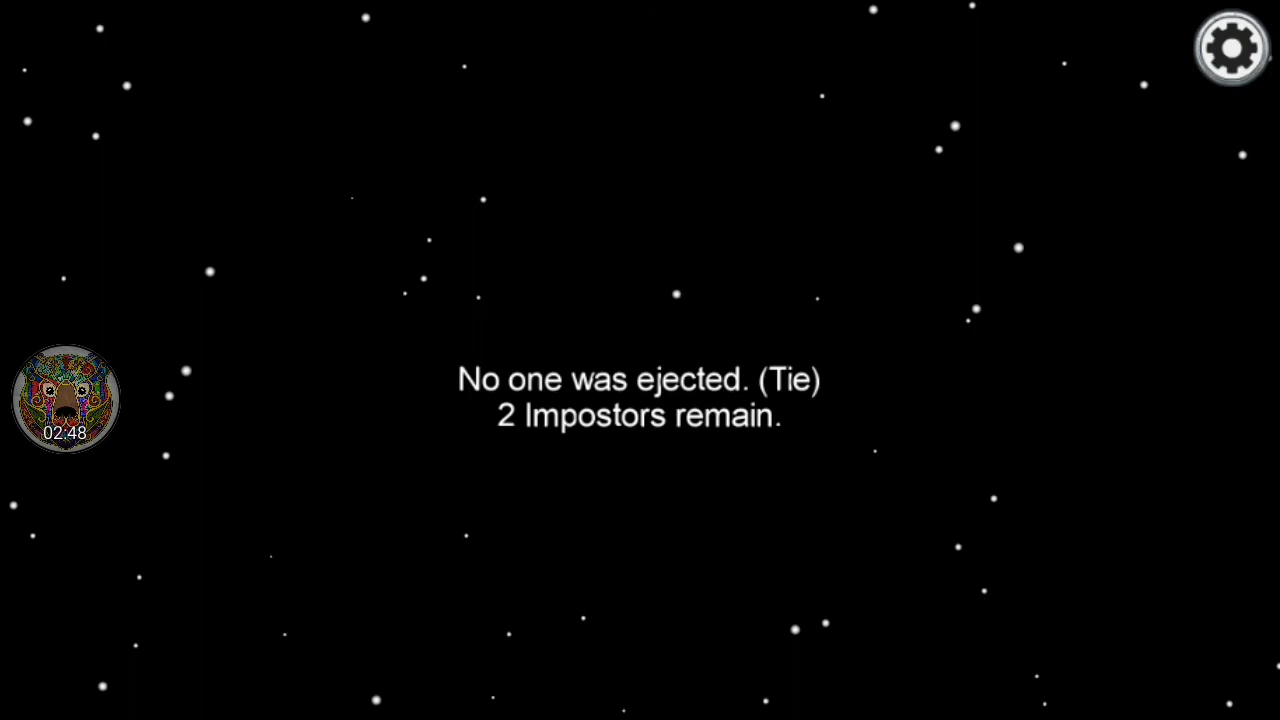 No one was ejected. (Tie)
2 Impostors remain.
02:48